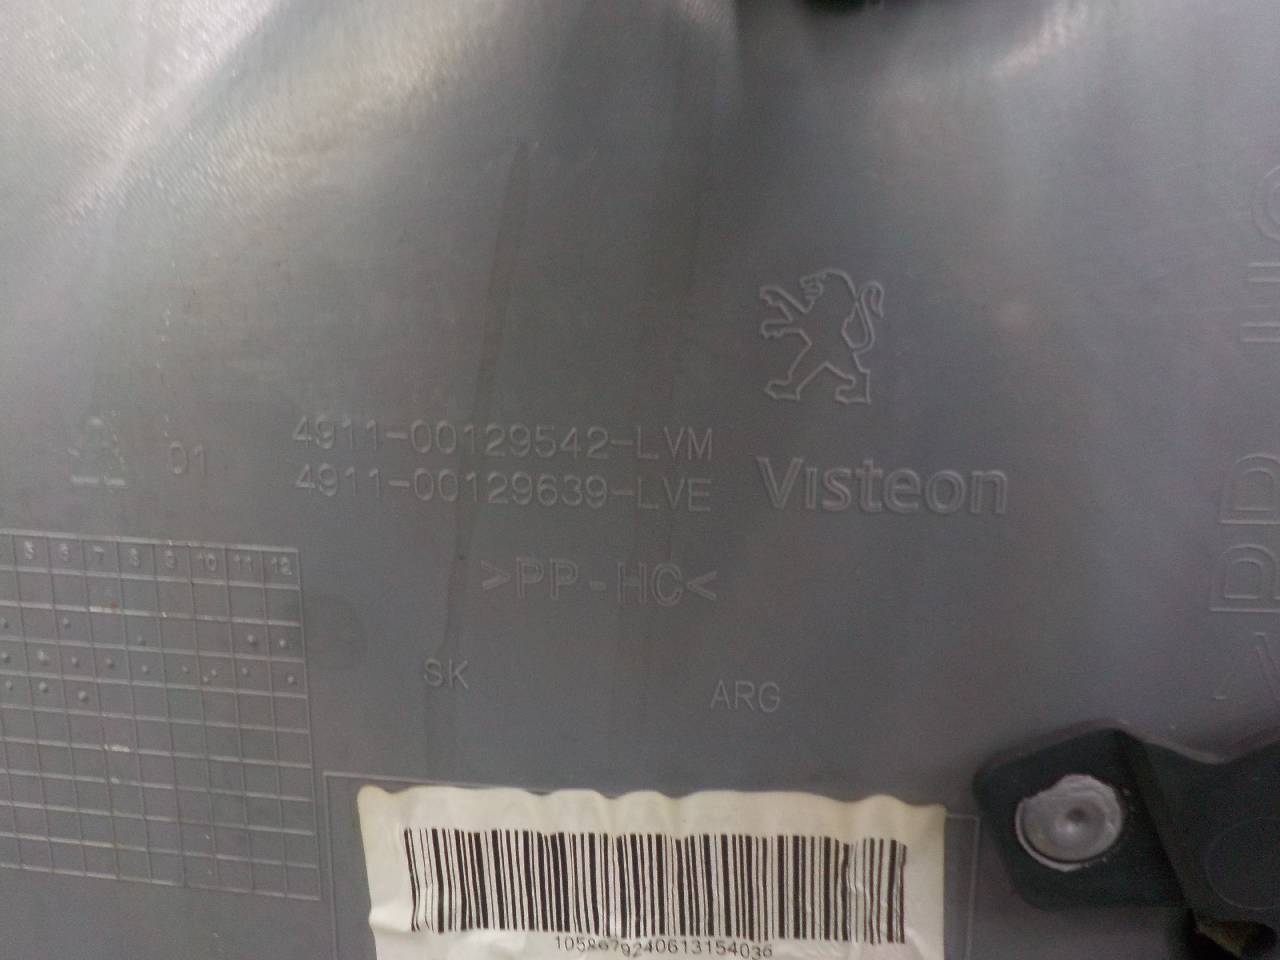 4911-00129542-LVM
4911-00129639-LVE
01
Visteon
>PP-HC<
5 6 7 8 9 10 11 12
SK
ARG